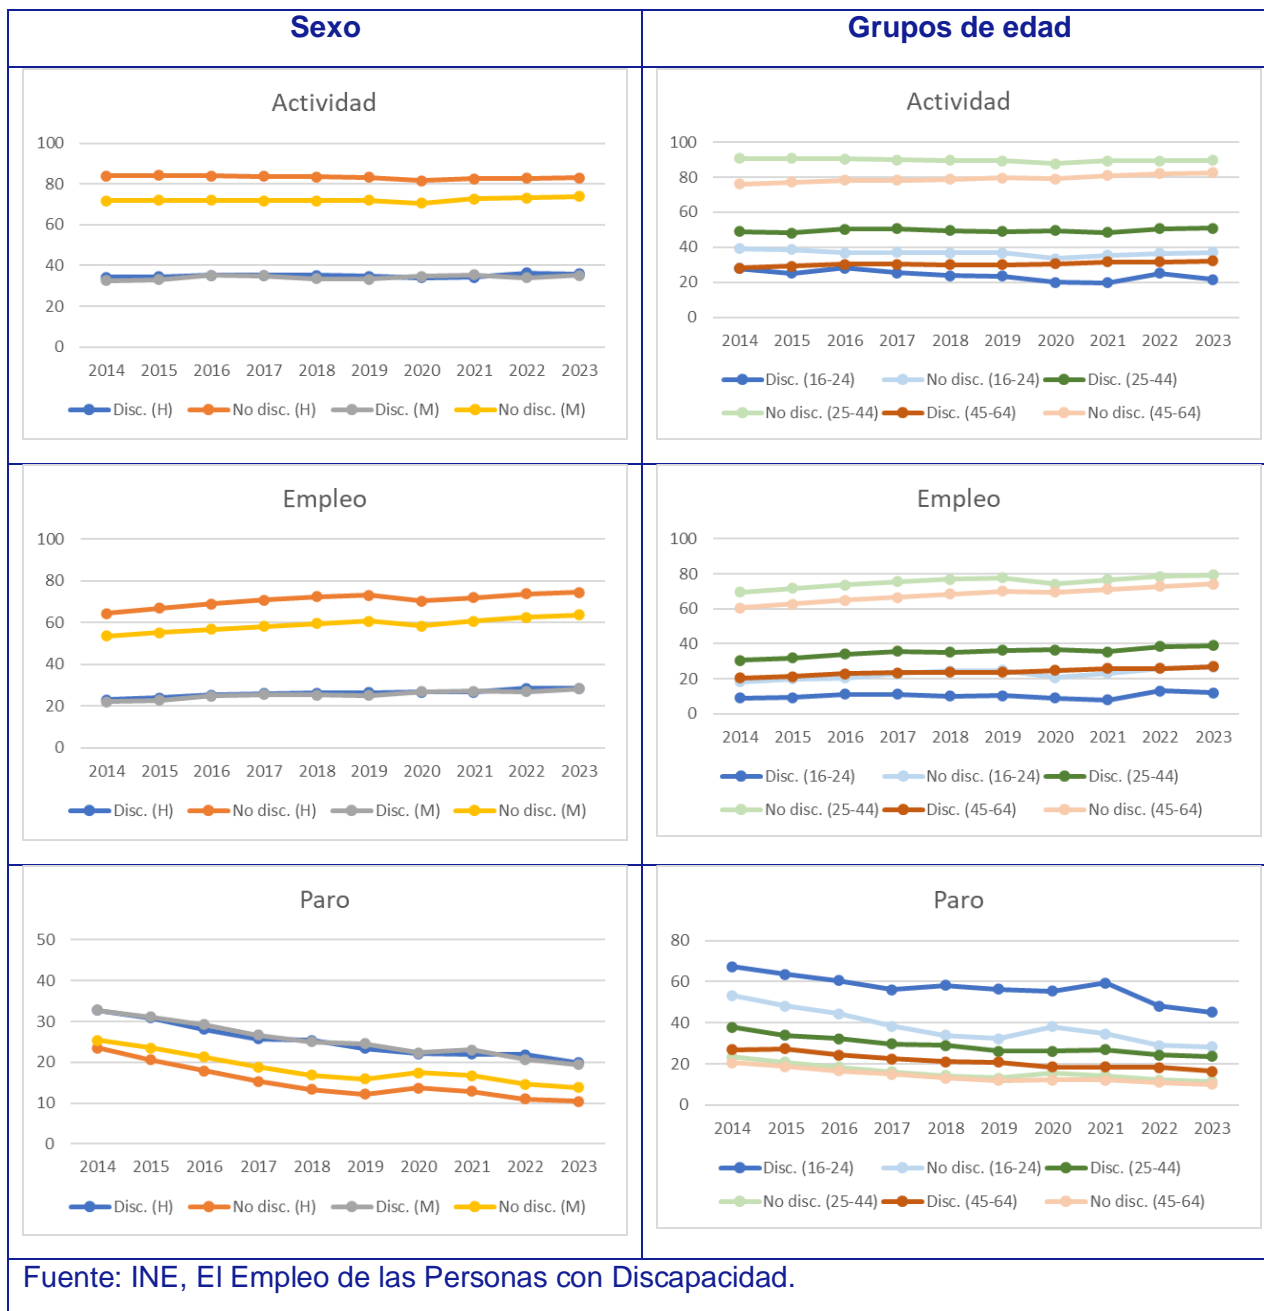 Sexo
Grupos de edad
Actividad
100
80
60
40
20
0
2014 2015 2016 2017 2018 2019 2020 2021 2022 2023
Disc. (H) No disc. (H) Disc. (M) No disc. (M)
Actividad
100
80
60
40
20
0
2014 2015 2016 2017 2018 2019 2020 2021 2022 2023
Disc. (16-24) No disc. (16-24) Disc. (25-44)
No disc. (25-44) Disc. (45-64) No disc. (45-64)
Empleo
100
80
60
40
20
0
2014 2015 2016 2017 2018 2019 2020 2021 2022 2023
Disc. (H) No disc. (H) Disc. (M) No disc. (M)
Empleo
100
80
60
40
20
0
2014 2015 2016 2017 2018 2019 2020 2021 2022 2023
Disc. (16-24) No disc. (16-24) Disc. (25-44)
No disc. (25-44) Disc. (45-64) No disc. (45-64)
Paro
50
40
30
20
10
0
2014 2015 2016 2017 2018 2019 2020 2021 2022 2023
Disc. (H) No disc. (H) Disc. (M) No disc. (M)
Paro
80
60
40
20
0
2014 2015 2016 2017 2018 2019 2020 2021 2022 2023
Disc. (16-24) No disc. (16-24) Disc. (25-44)
No disc. (25-44) Disc. (45-64) No disc. (45-64)
Fuente: INE, El Empleo de las Personas con Discapacidad.